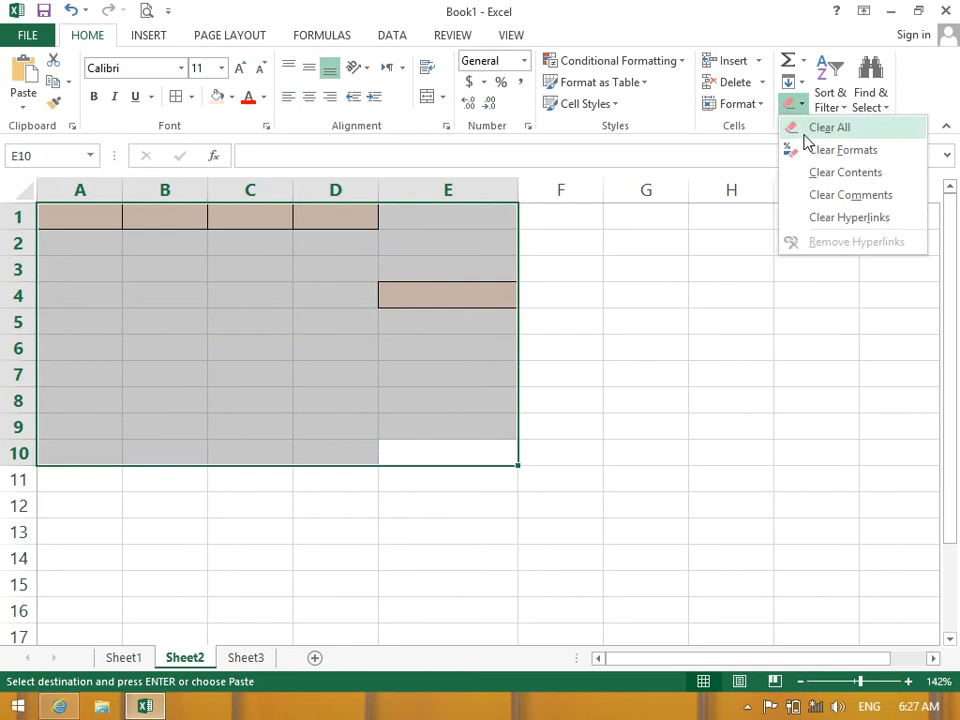 Book1 - Excel
?
FILE HOME INSERT PAGE LAYOUT FORMULAS DATA REVIEW VIEW Sign in
Paste
Calibri 11
B I U A
General
$ % ,
Conditional Formatting
Format as Table
Cell Styles
Insert
Delete
Format
Sort & Filter
Find & Select
Clipboard Font Alignment Number Styles Cells
Clear All
Clear Formats
Clear Contents
Clear Comments
Clear Hyperlinks
Remove Hyperlinks
E10 fx
A B C D E F G H
1
2
3
4
5
6
7
8
9
10
11
12
13
14
15
16
17
Sheet1 Sheet2 Sheet3
Select destination and press ENTER or choose Paste 142%
ENG 6:27 AM